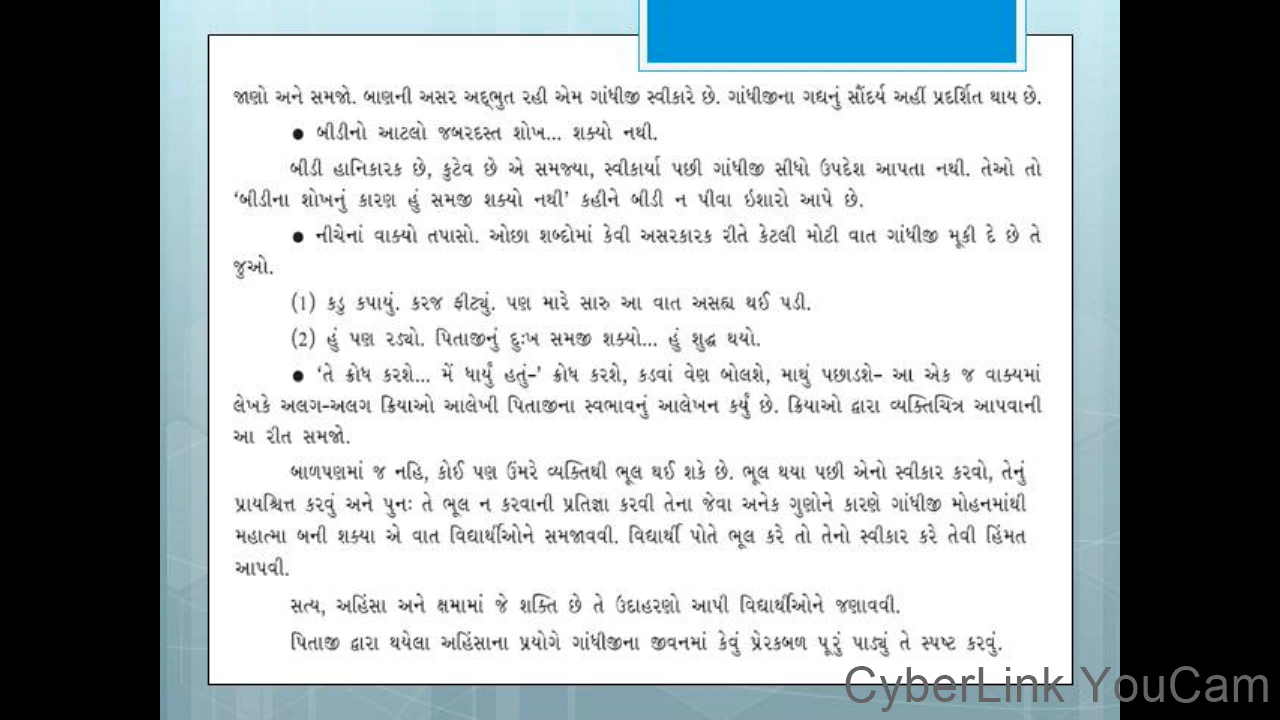 જાણો અને સમજો. બાણની અસર અદ્ભુત રહી એમ ગાંધીજી સ્વીકારે છે. ગાંધીજીના ગદ્યનું સૌંદર્ય અહીં પ્રદર્શિત થાય છે.
● બીડીનો આટલો જબરદસ્ત શોખ... શક્યો નથી.
બીડી હાનિકારક છે, કુટેવ છે એ સમજ્યા, સ્વીકાર્યા પછી ગાંધીજી સીધો ઉપદેશ આપતા નથી. તેઓ તો
‘બીડીના શોખનું કારણ હું સમજી શક્યો નથી’ કહીને બીડી ન પીવા ઇશારો આપે છે.
● નીચેનાં વાક્યો તપાસો. ઓછા શબ્દોમાં કેવી અસરકારક રીતે કેટલી મોટી વાત ગાંધીજી મૂકી દે છે તે
જુઓ.
(1) કડુ કપાયું. કરજ ફીટ્યું. પણ મારે સારુ આ વાત અસહ્ય થઈ પડી.
(2) હું પણ રડ્યો. પિતાજીનું દુઃખ સમજી શક્યો... હું શુદ્ધ થયો.
● ‘તે ક્રોધ કરશે... મેં ધાર્યું હતું-’ ક્રોધ કરશે, કડવાં વેણ બોલશે, માથું પછાડશે- આ એક જ વાક્યમાં
લેખકે અલગ-અલગ ક્રિયાઓ આલેખી પિતાજીના સ્વભાવનું આલેખન કર્યું છે. ક્રિયાઓ દ્વારા વ્યક્તિચિત્ર આપવાની
આ રીત સમજો.
બાળપણમાં જ નહિ, કોઈ પણ ઉંમરે વ્યક્તિથી ભૂલ થઈ શકે છે. ભૂલ થયા પછી એનો સ્વીકાર કરવો, તેનું
પ્રાયશ્ચિત્ત કરવું અને પુનઃ તે ભૂલ ન કરવાની પ્રતિજ્ઞા કરવી તેના જેવા અનેક ગુણોને કારણે ગાંધીજી મોહનમાંથી
મહાત્મા બની શક્યા એ વાત વિદ્યાર્થીઓને સમજાવવી. વિદ્યાર્થી પોતે ભૂલ કરે તો તેનો સ્વીકાર કરે તેવી હિંમત
આપવી.
સત્ય, અહિંસા અને ક્ષમામાં જે શક્તિ છે તે ઉદાહરણો આપી વિદ્યાર્થીઓને જણાવવી.
પિતાજી દ્વારા થયેલા અહિંસાના પ્રયોગે ગાંધીજીના જીવનમાં કેવું પ્રેરકબળ પૂરું પાડ્યું તે સ્પષ્ટ કરવું.
CyberLink YouCam